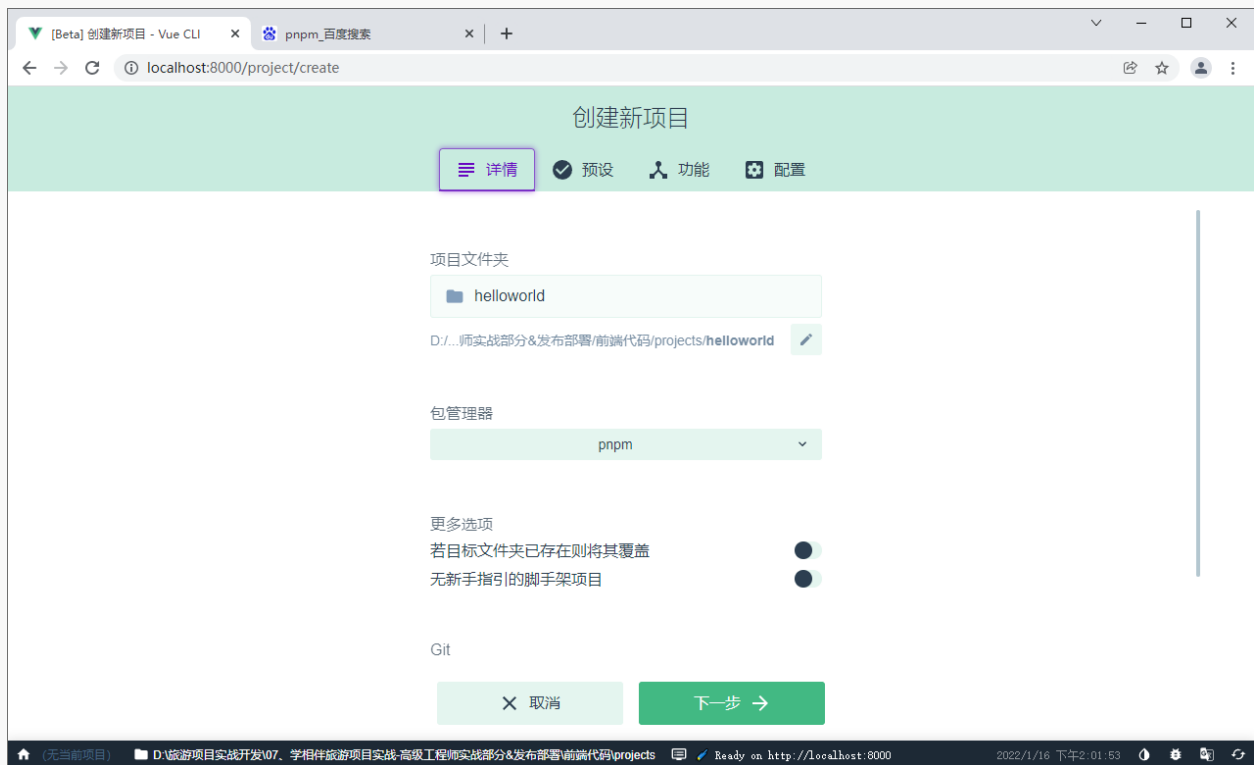 [Beta] 创建新项目 - Vue CLI
pnpm_百度搜索
localhost:8000/project/create
创建新项目
详情 预设 功能 配置
项目文件夹
helloworld
D:/...师实战部分&发布部署/前端代码/projects/helloworld
包管理器
pnpm
更多选项
若目标文件夹已存在则将其覆盖
无新手指引的脚手架项目
Git
取消 下一步
(无当前项目) D:\旅游项目实战开发\07、学相伴旅游项目实战-高级工程师实战部分&发布部署\前端代码\projects Ready on http://localhost:8000 2022/1/16 下午2:01:53